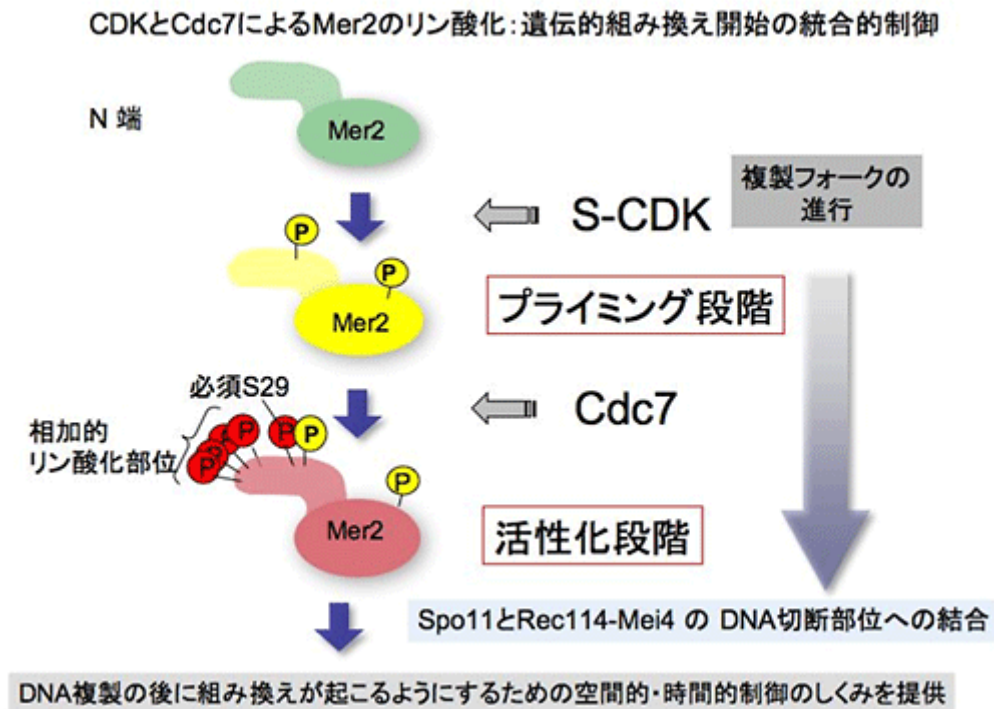 CDKとCdc7によるMer2のリン酸化：遺伝的組み換え開始の統合的制御
N 端
Mer2
S-CDK
複製フォークの
進行
P
P
Mer2
プライミング段階
必須S29
Cdc7
相加的
リン酸化部位
P
P
P
P
P
P
Mer2
活性化段階
Spo11とRec114-Mei4 の DNA切断部位への結合
DNA複製の後に組み換えが起こるようにするための空間的・時間的制御のしくみを提供